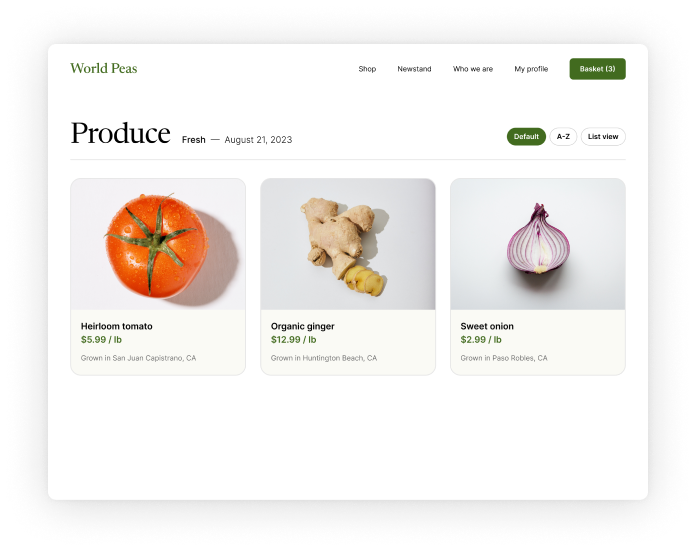 World Peas
Shop
Newstand
Who we are
My profile
Basket (3)
Produce
Fresh — August 21, 2023
Default
A-Z
List view
Heirloom tomato
$5.99 / lb
Grown in San Juan Capistrano, CA
Organic ginger
$12.99 / lb
Grown in Huntington Beach, CA
Sweet onion
$2.99 / lb
Grown in Paso Robles, CA